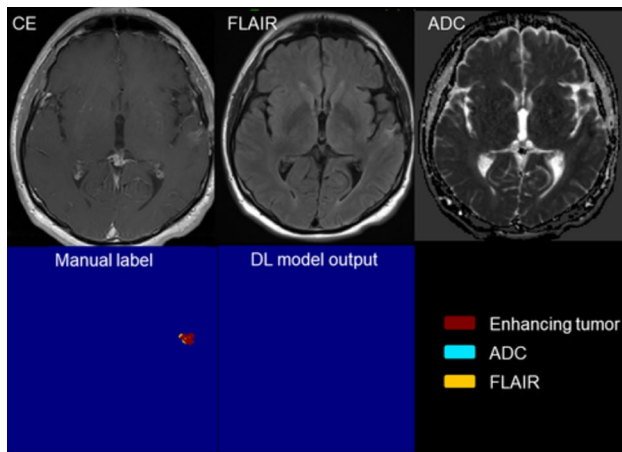 CE
FLAIR
ADC
Manual label
DL model output
Enhancing tumor
ADC
FLAIR